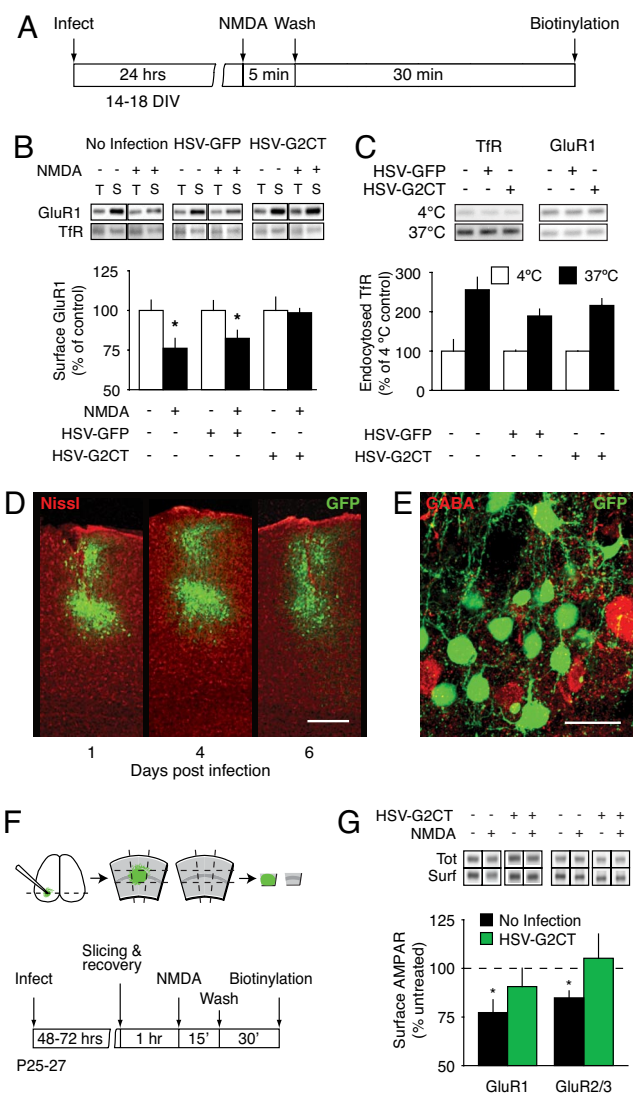 A
Infect
NMDA Wash
Biotinylation
24 hrs
5 min
30 min
14-18 DIV
B
No Infection HSV-GFP HSV-G2CT
NMDA - - + + - - + + - - + +
T S T S T S T S T S T S
GluR1
TfR
Surface GluR1
(% of control)
125
100
75
50
* *
NMDA - + - + - +
HSV-GFP - - + + - -
HSV-G2CT - - - - + +
C
TfR GluR1
HSV-GFP - + - - + -
HSV-G2CT - - + - - +
4ºC
37ºC
Endocytosed TfR
(% of 4 ºC control)
300
200
100
0
4ºC 37ºC
HSV-GFP - - + + - -
HSV-G2CT - - - - + +
D
Nissl GFP
1 4 6
Days post infection
E
GABA GFP
F
Slicing &
recovery
Infect
NMDA
Wash
Biotinylation
48-72 hrs
1 hr
15'
30'
P25-27
G
HSV-G2CT - - + + - - + +
NMDA - + - + - + - +
Tot
Surf
Surface AMPAR
(% untreated)
125
100
75
50
No Infection
HSV-G2CT
* *
GluR1 GluR2/3